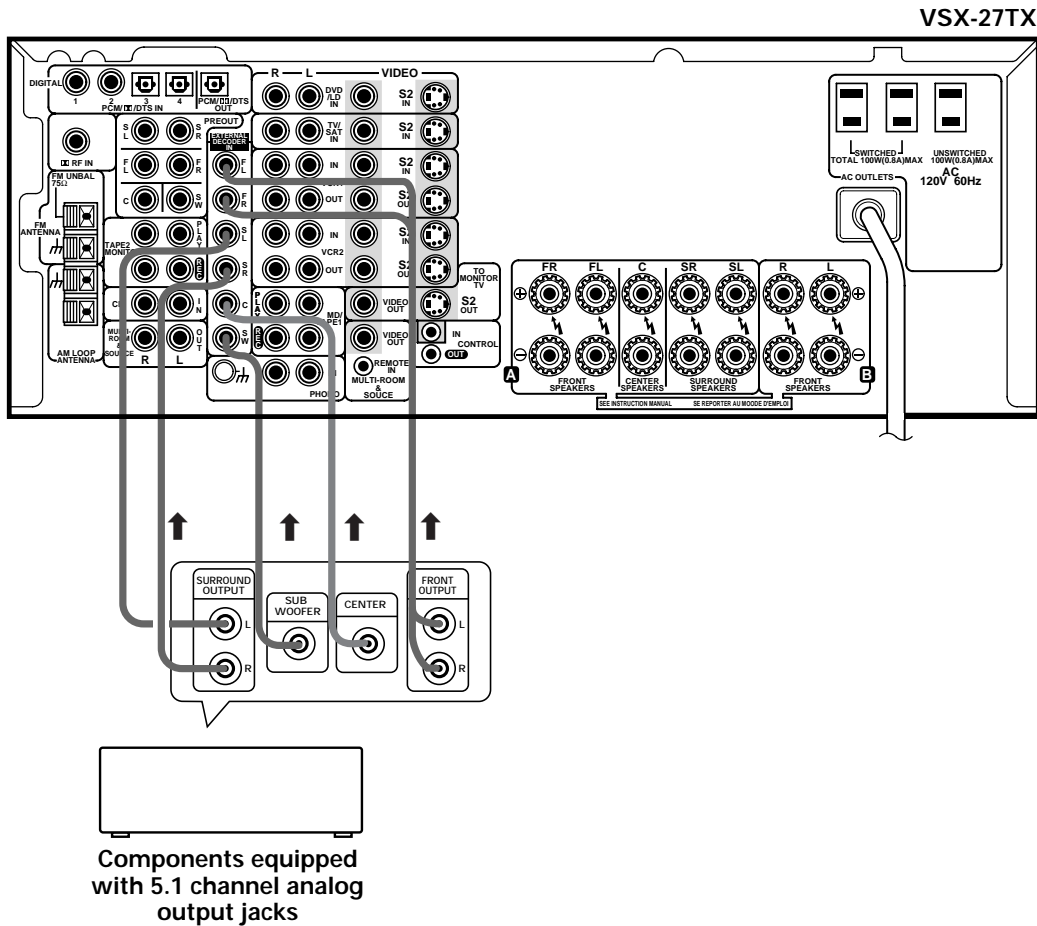 VSX-27TX
DIGITAL
1 2 3 4
PCM/DTS IN
PCM/DTS
OUT
R L VIDEO
DVD
/LD
IN
S2
IN
TV/
SAT
IN
S2
IN
IN
S2
IN
OUT
S2
OUT
IN
VCR2
S2
IN
OUT
S2
OUT
TO
MONITOR
TV
PREOUT
EXTERNAL
DECODER
IN
S
L
S
R
F
L
F
R
C
S
W
F
L
F
R
S
L
S
R
C
S
W
RF IN
FM UNBAL
75Ω
FM
ANTENNA
AM LOOP
ANTENNA
TAPE2
MONITOR
PLAY
REC
IN
MULTI-
ROOM
&
SOURCE
OUT
R L
PLAY
REC
MD/
PHONO
VIDEO
OUT
S2
OUT
VIDEO
OUT
IN
CONTROL
OUT
REMOTE
IN
MULTI-ROOM
&
SOUCE
FR FL C SR SL R L
A
FRONT
SPEAKERS
CENTER
SPEAKERS
SURROUND
SPEAKERS
FRONT
SPEAKERS
B
SEE INSTRUCTION MANUAL SE REPORTER AU MOODE D'EMPLOI
SWITCHED
TOTAL 100W(0.8A)MAX
UNSWITCHED
100W(0.8A)MAX
AC OUTLETS
AC
120V 60Hz
SURROUND
OUTPUT
L
R
SUB
WOOFER
CENTER
FRONT
OUTPUT
L
R
Components equipped
with 5.1 channel analog
output jacks